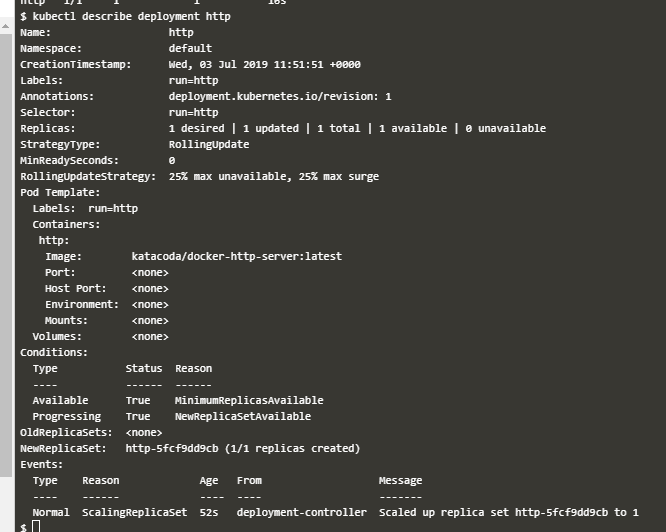 http   1/1   1            1           10s
$ kubectl describe deployment http
Name:                   http
Namespace:              default
CreationTimestamp:      Wed, 03 Jul 2019 11:51:51 +0000
Labels:                 run=http
Annotations:            deployment.kubernetes.io/revision: 1
Selector:               run=http
Replicas:               1 desired | 1 updated | 1 total | 1 available | 0 unavailable
StrategyType:           RollingUpdate
MinReadySeconds:        0
RollingUpdateStrategy:  25% max unavailable, 25% max surge
Pod Template:
  Labels:  run=http
  Containers:
   http:
    Image:        katacoda/docker-http-server:latest
    Port:         <none>
    Host Port:    <none>
    Environment:  <none>
    Mounts:       <none>
  Volumes:        <none>
Conditions:
  Type           Status  Reason
  ----           ------  ------
  Available      True    MinimumReplicasAvailable
  Progressing    True    NewReplicaSetAvailable
OldReplicaSets:  <none>
NewReplicaSet:   http-5fcf9dd9cb (1/1 replicas created)
Events:
  Type    Reason             Age   From                   Message
  ----    ------             ----  ----                   -------
  Normal  ScalingReplicaSet  52s   deployment-controller  Scaled up replica set http-5fcf9dd9cb to 1
$